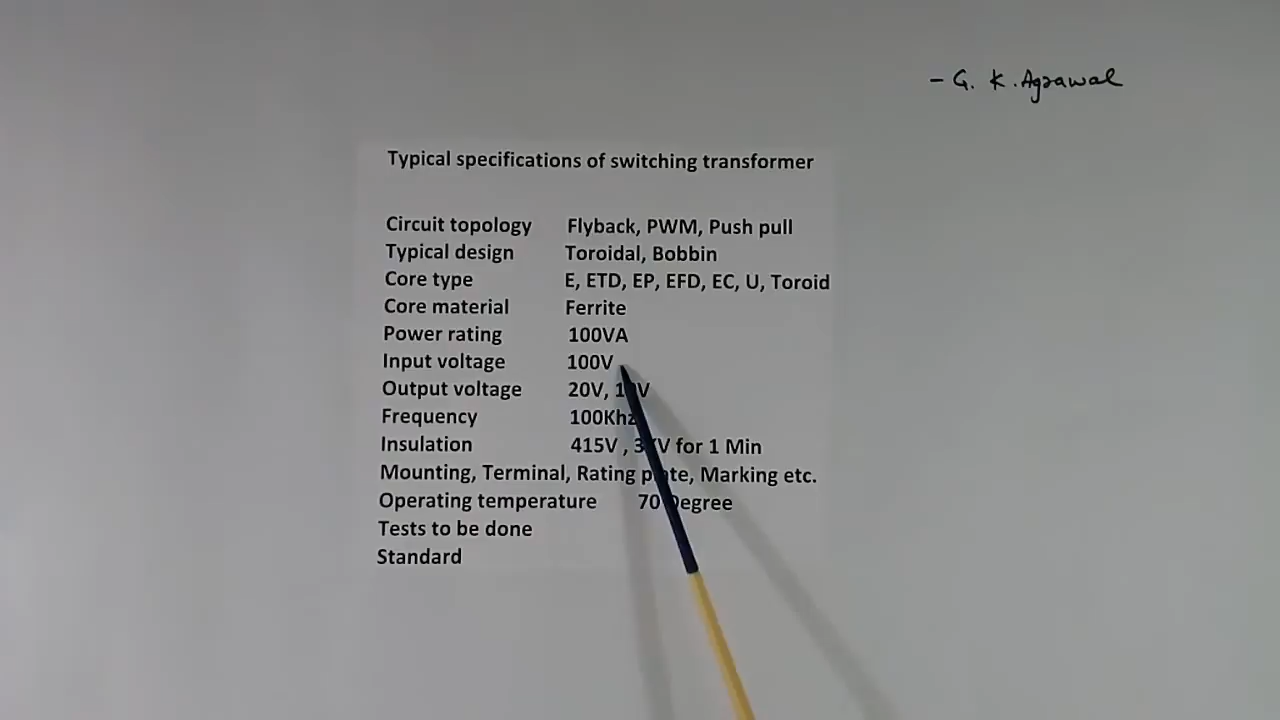 - G. K. Agrawal
Typical specifications of switching transformer
Circuit topology Flyback, PWM, Push pull
Typical design Toroidal, Bobbin
Core type E, ETD, EP, EFD, EC, U, Toroid
Core material Ferrite
Power rating 100VA
Input voltage 100V
Output voltage 20V,
Frequency 100Khz
Insulation 415V , for 1 Min
Mounting, Terminal, Rating plate, Marking etc.
Operating temperature 70 Degree
Tests to be done
Standard